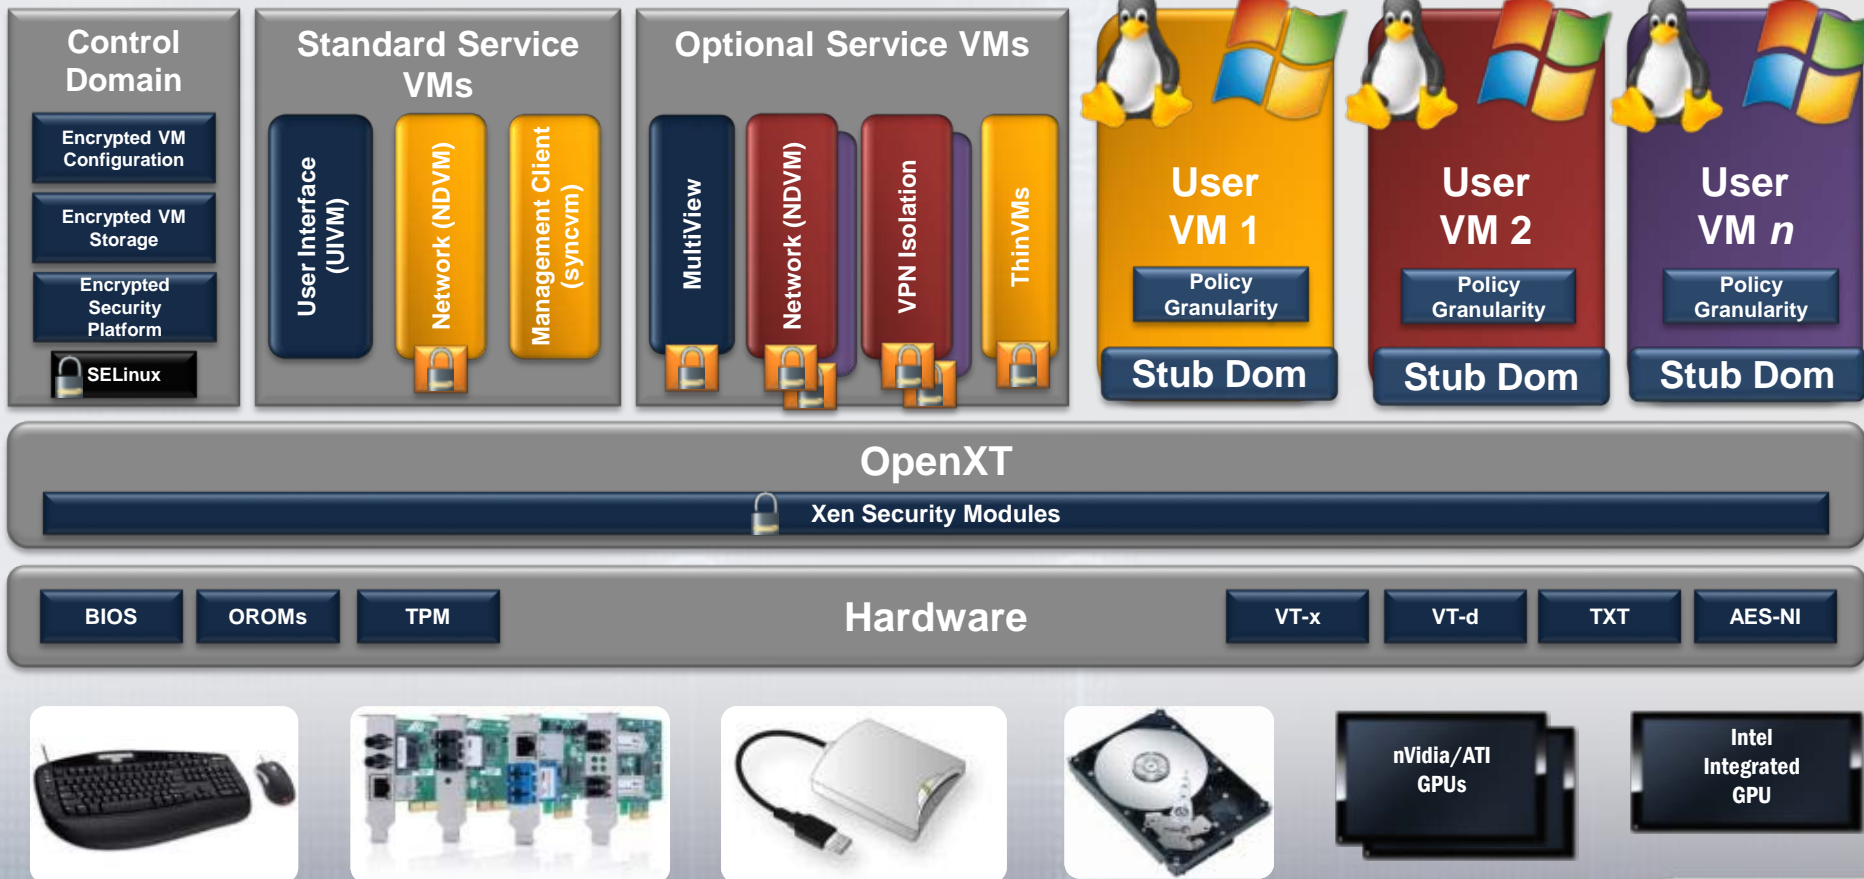 Control
Domain
Encrypted VM
Configuration
Encrypted VM
Storage
Encrypted
Security
Platform
SELinux
Standard Service
VMs
User Interface
(UIVM)
Network (NDVM)
Management Client
(syncvm)
Optional Service VMs
MultiView
Network (NDVM)
VPN Isolation
ThinVMs
User
VM 1
Policy
Granularity
Stub Dom
User
VM 2
Policy
Granularity
Stub Dom
User
VM n
Policy
Granularity
Stub Dom
OpenXT
Xen Security Modules
BIOS
OROMs
TPM
Hardware
VT-x
VT-d
TXT
AES-NI
nVidia/ATI
GPUs
Intel
Integrated
GPU